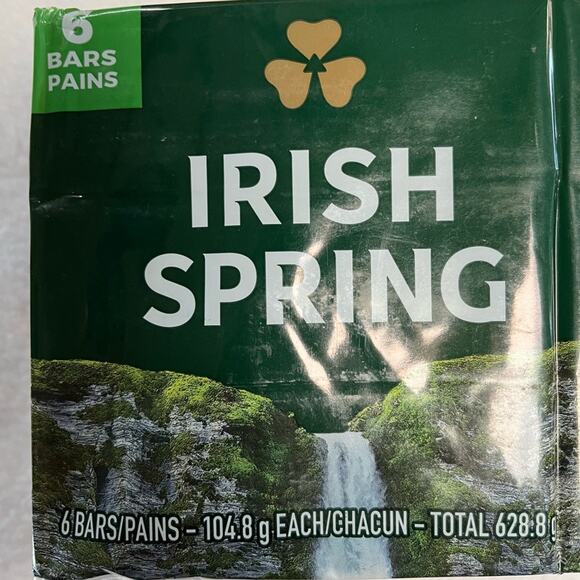 6
BARS
PAINS
IRISH
SPRING
6 BARS/PAINS - 104.8 g EACH/CHACUN - TOTAL 628.8 g